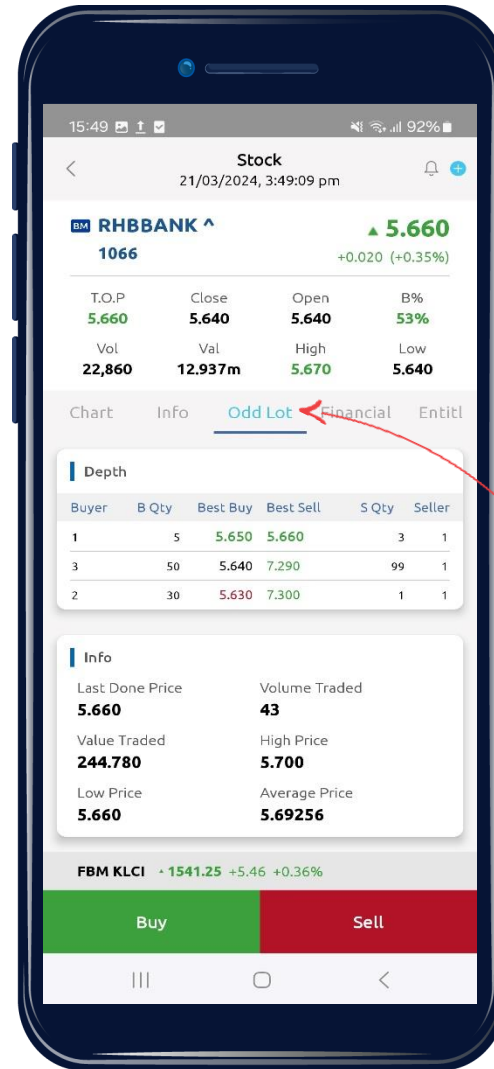 15:49 92%
Stock
21/03/2024, 3:49:09 pm
BM RHBBANK ^ 5.660
1066 +0.020 (+0.35%)
T.O.P Close Open B%
5.660 5.640 5.640 53%
Vol Val High Low
22,860 12.937m 5.670 5.640
Chart Info Odd Lot Financial Entitl
Depth
Buyer B Qty Best Buy Best Sell S Qty Seller
1 5 5.650 5.660 3 1
3 50 5.640 7.290 99 1
2 30 5.630 7.300 1 1
Info
Last Done Price Volume Traded
5.660 43
Value Traded High Price
244.780 5.700
Low Price Average Price
5.660 5.69256
FBM KLCI 1541.25 +5.46 +0.36%
Buy Sell